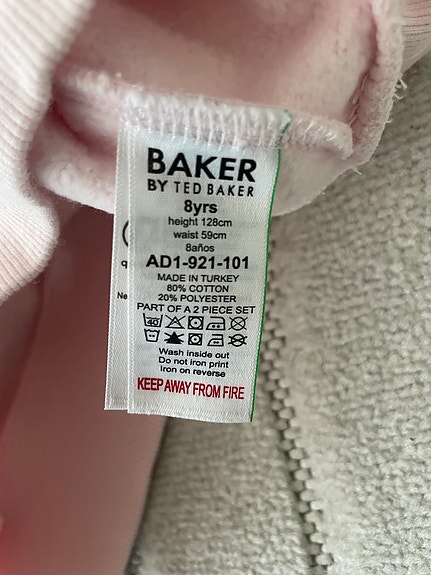 BAKER
BY TED BAKER
8yrs
height 128cm
waist 59cm
8años
AD1-921-101
MADE IN TURKEY
80% COTTON
20% POLYESTER
PART OF A 2 PIECE SET
40
Wash inside out
Do not iron print
Iron on reverse
KEEP AWAY FROM FIRE